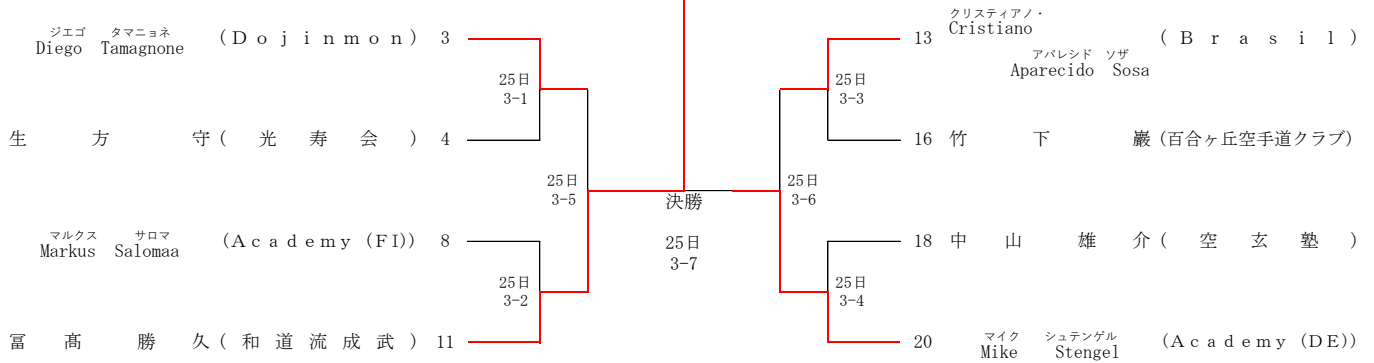 ジエゴ タマニョネ
Diego Tamagnone (Dojinmon) 3
25日
3-1
生方守(光寿会) 4
25日
3-5
マルクス サロマ
Markus Salomaa (Academy (FI)) 8
25日
3-2
冨髙勝久(和道流成武) 11
決勝
25日
3-7
クリスティアノ・
13 Cristiano (Brasil)
アパレシド ソザ
Aparecido Sosa
25日
3-3
16 竹下巖(百合ヶ丘空手道クラブ)
25日
3-6
18 中山雄介(空玄塾)
25日
3-4
マイク シュテンゲル
20 Mike Stengel (Academy (DE))